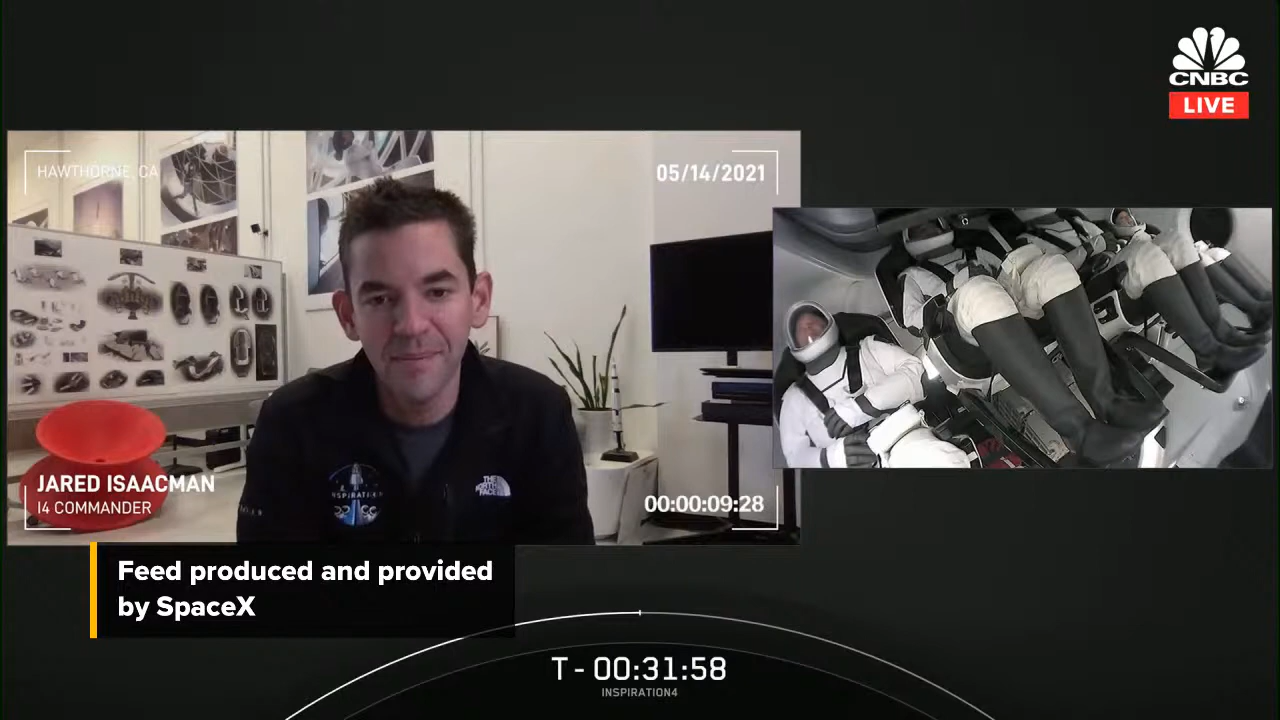 CNBC
LIVE
HAWTHORNE, CA
05/14/2021
THE
NORTH
FACE
JARED ISAACMAN
I4 COMMANDER
00:00:09:28
Feed produced and provided
by SpaceX
T- 00:31:58
INSPIRATION4